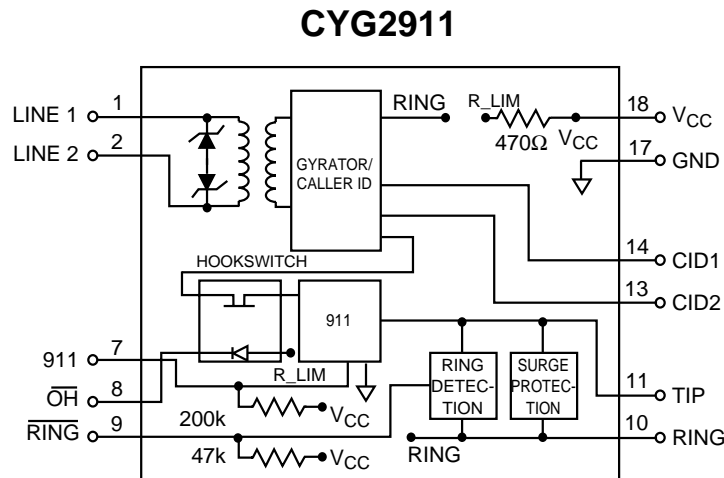 CYG2911
LINE 1
1
LINE 2
2
GYRATOR/
CALLER ID
RING
R_LIM
470Ω
VCC
18
VCC
17
GND
14
CID1
13
CID2
HOOKSWITCH
911
R_LIM
911
7
OH
8
RING
9
200k
VCC
47k
VCC
RING
DETEC-
TION
SURGE
PROTEC-
TION
11
TIP
10
RING
RING